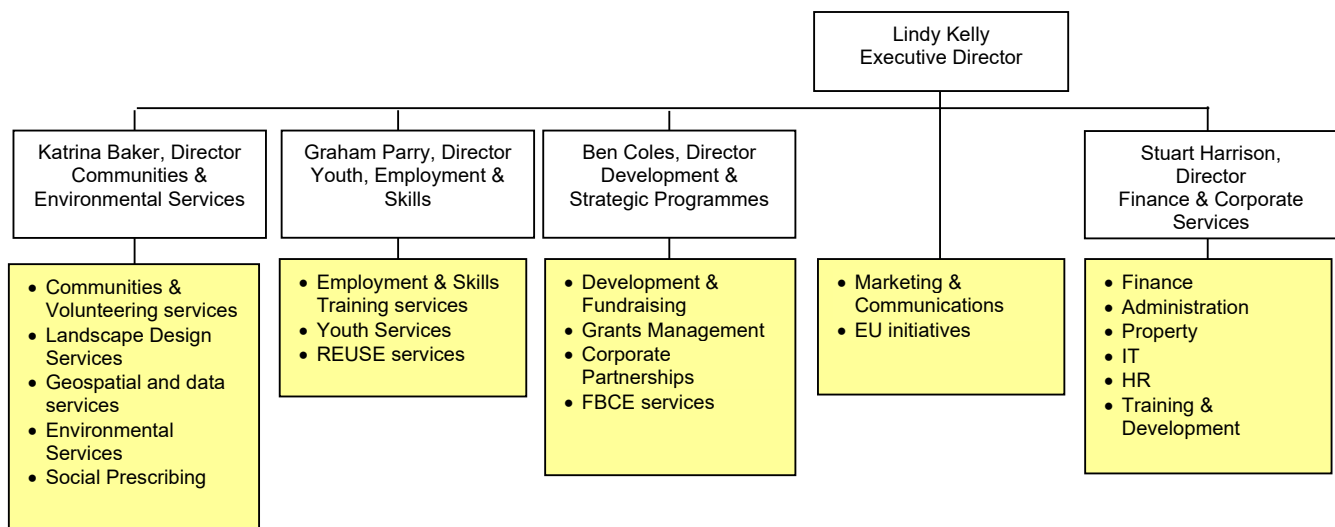 Lindy Kelly
Executive Director
Katrina Baker, Director
Communities &
Environmental Services
Graham Parry, Director
Youth, Employment &
Skills
Ben Coles, Director
Development &
Strategic Programmes
Stuart Harrison,
Director
Finance & Corporate
Services
• Communities &
Volunteering services
• Landscape Design
Services
• Geospatial and data
services
• Environmental
Services
• Social Prescribing
• Employment & Skills
Training services
• Youth Services
• REUSE services
• Development &
Fundraising
• Grants Management
• Corporate
Partnerships
• FBCE services
• Marketing &
Communications
• EU initiatives
• Finance
• Administration
• Property
• IT
• HR
• Training &
Development